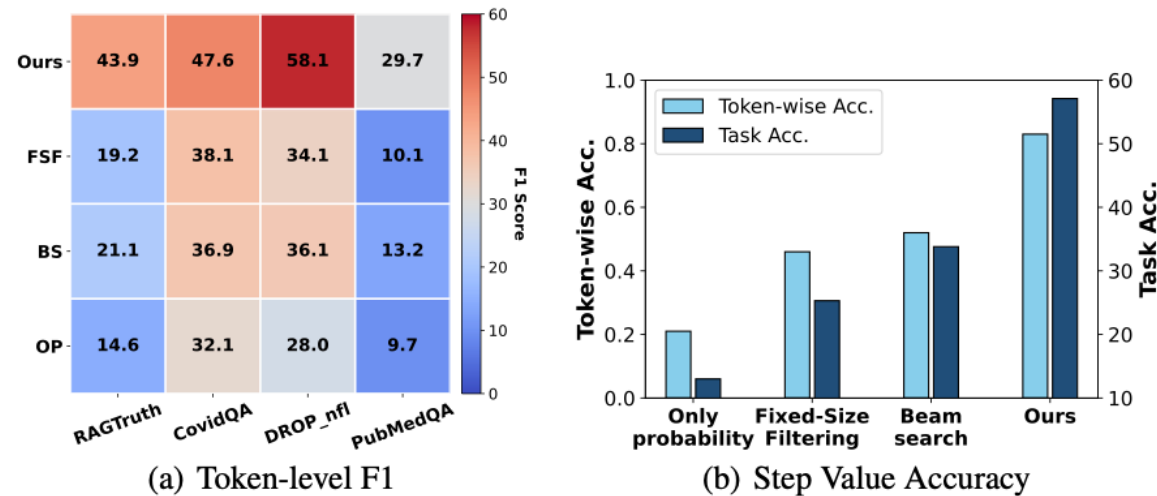 Ours
FSF
BS
OP
43.9 47.6 58.1 29.7
19.2 38.1 34.1 10.1
21.1 36.9 36.1 13.2
14.6 32.1 28.0 9.7
RAGTruth CovidQA DROP_nfl PubMedQA
60
50
40
30
20
10
0
F1 Score
(a) Token-level F1
Token-wise Acc.
1.0
0.8
0.6
0.4
0.2
0.0
Token-wise Acc.
Task Acc.
60
50
40
30
20
10
Task Acc.
Only
probability
Fixed-Size
Filtering
Beam
search
Ours
(b) Step Value Accuracy